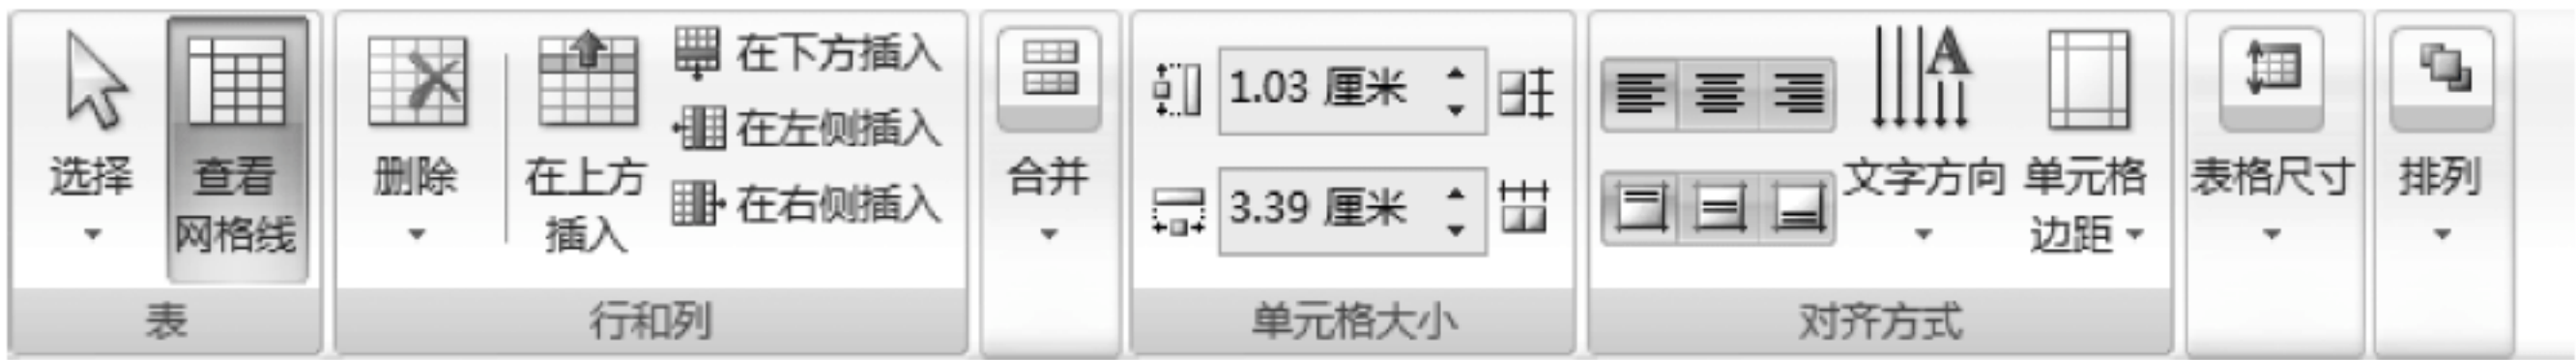 选择
查看
网格线
表
删除
在上方
插入
在下方插入
在左侧插入
在右侧插入
行和列
合并
1.03 厘米
3.39 厘米
单元格大小
A
文字方向
单元格
边距
对齐方式
表格尺寸
排列